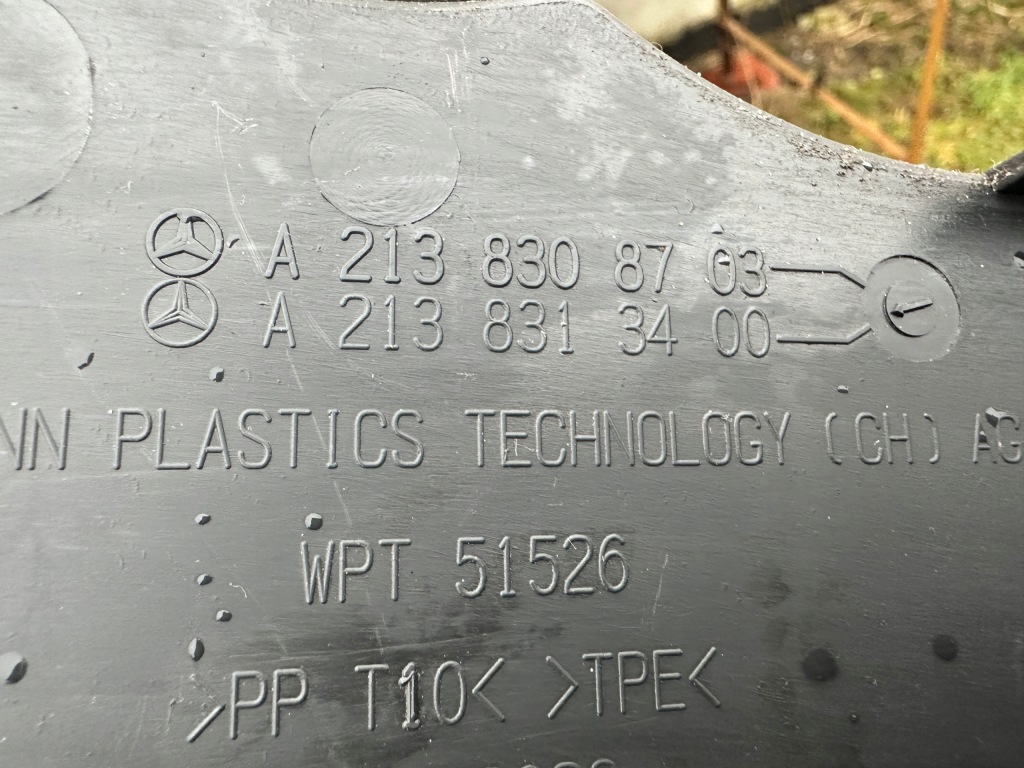 A 213 830 87 03
A 213 831 34 00
NN PLASTICS TECHNOLOGY (CH) AG
WPT 51526
>PP T10< >TPE<